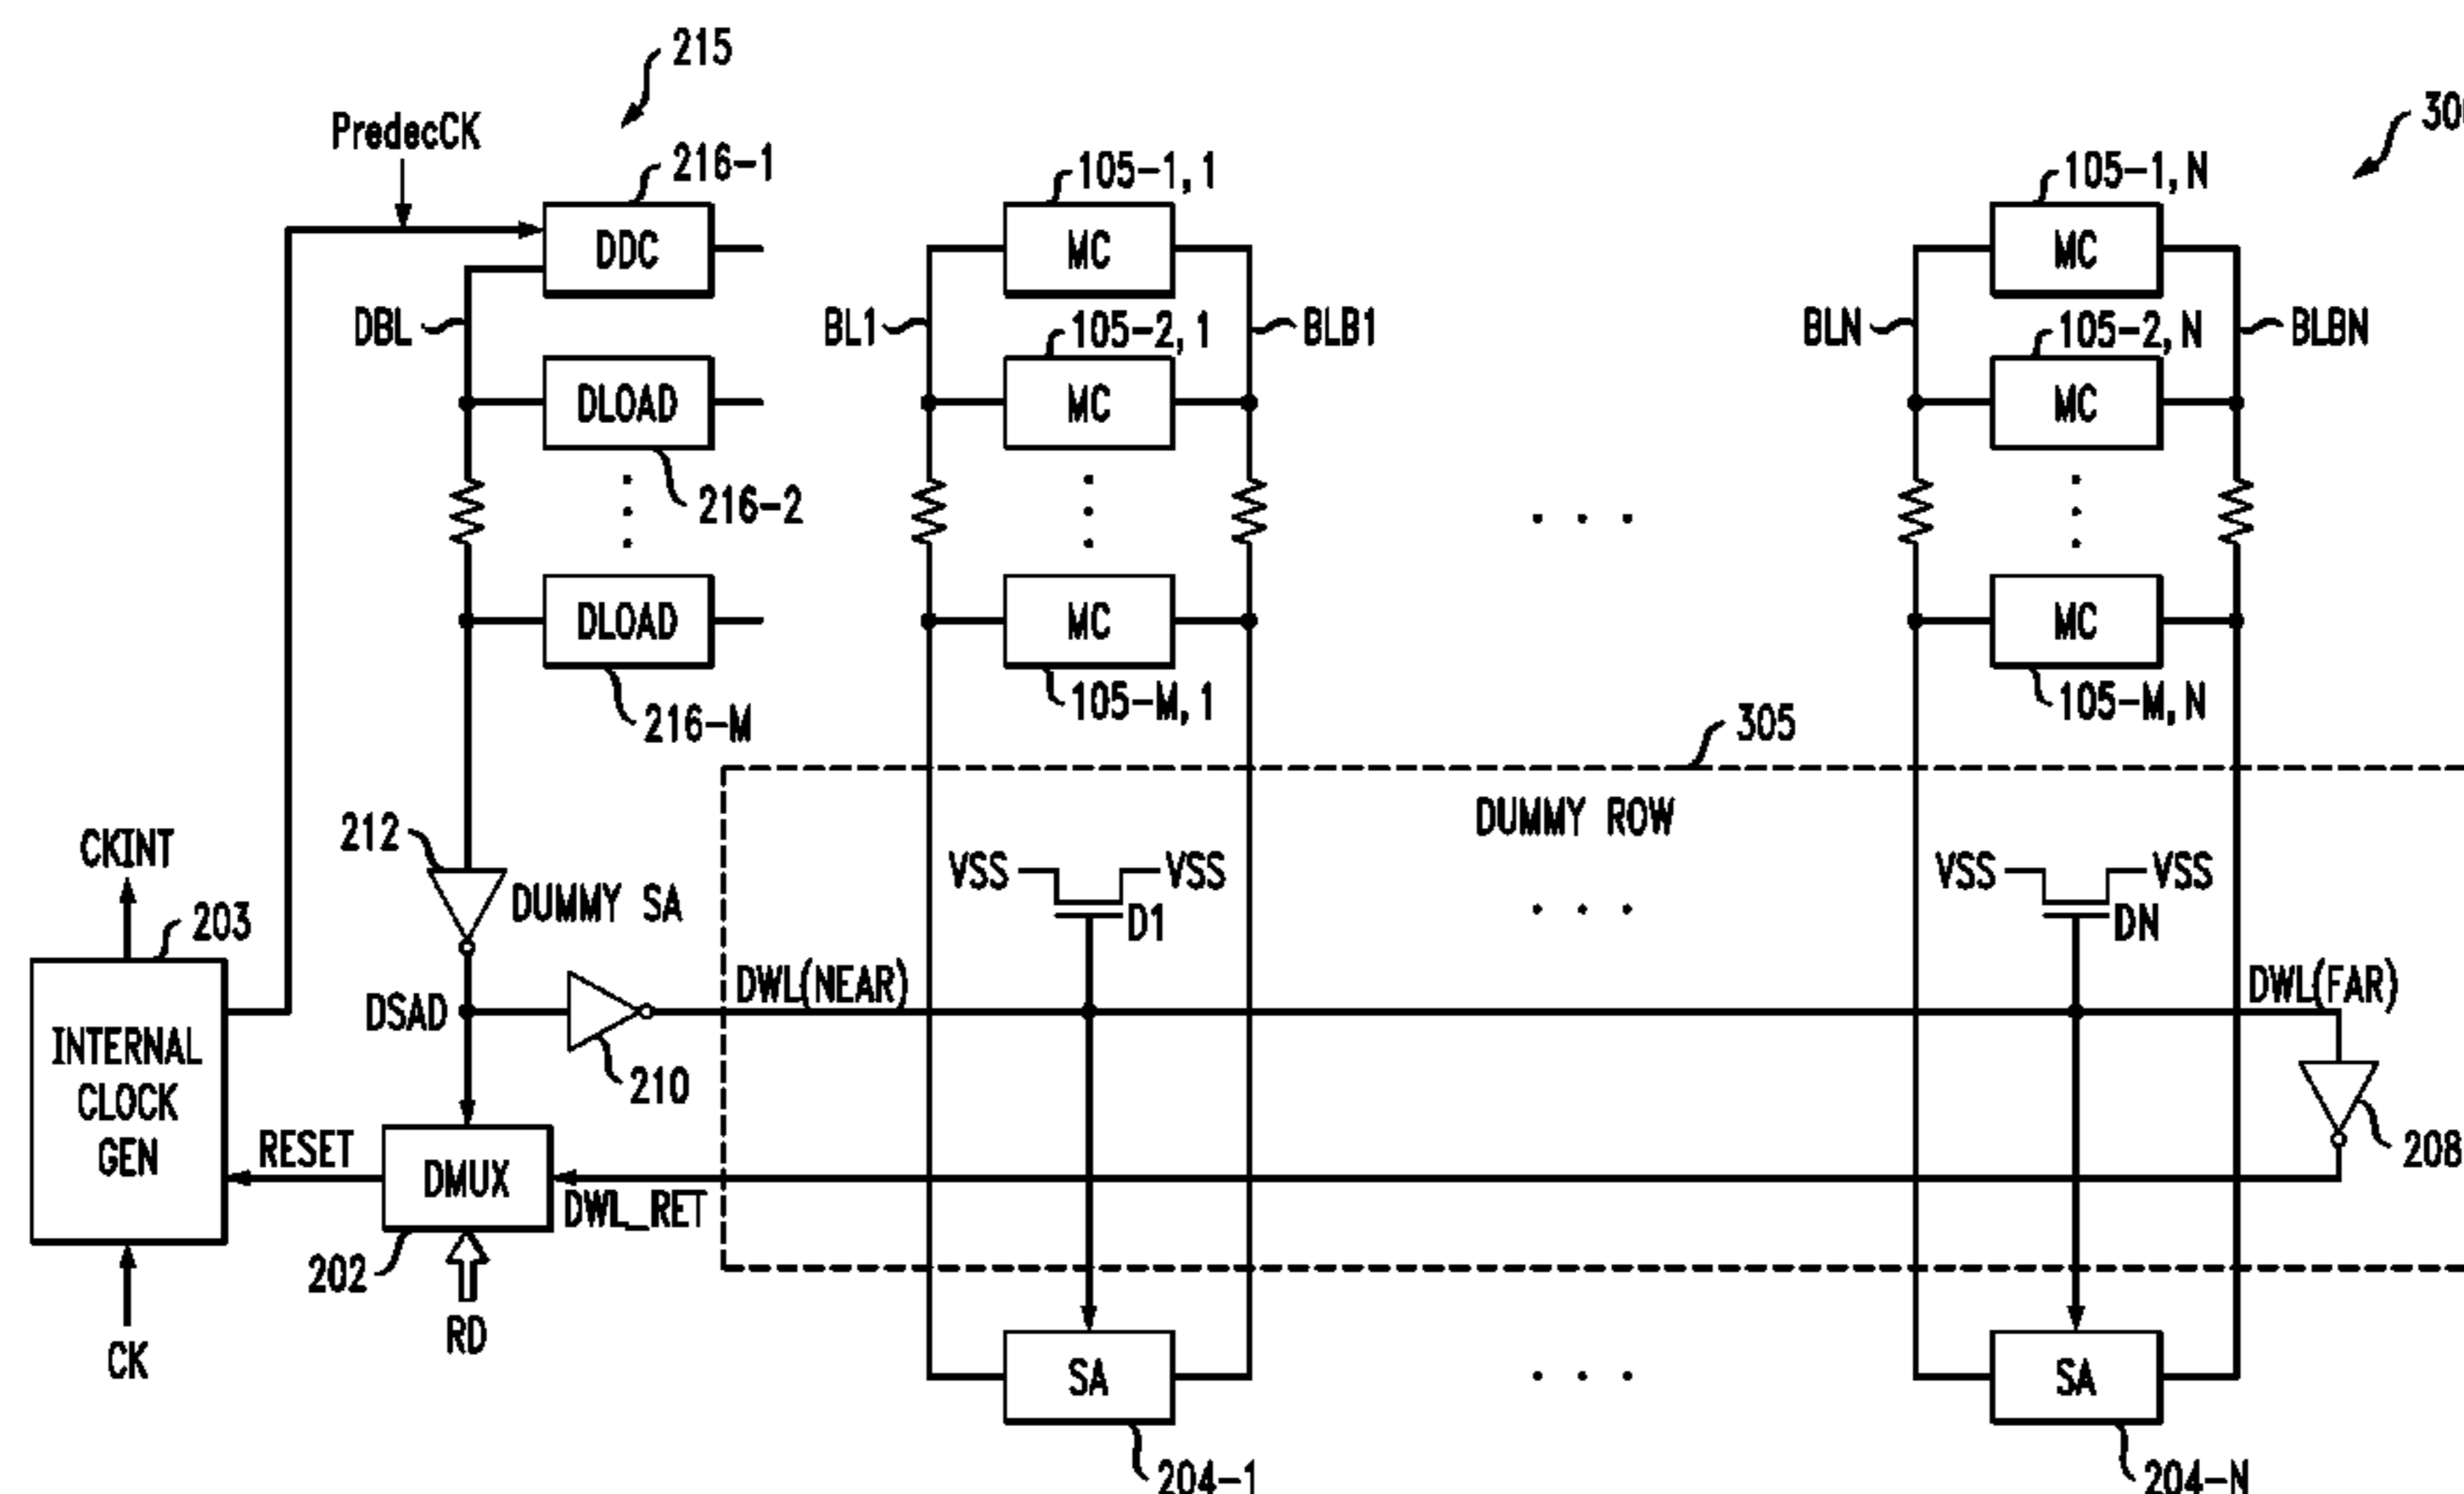 215
PredecCK
216-1
105-1,1
105-1,N
30
DDC
MC
MC
DBL
BL1
105-2,1
BLB1
BLN
105-2,N
BLBN
DLOAD
MC
MC
216-2
. . .
DLOAD
MC
MC
216-M
105-M,1
305
105-M,N
DUMMY ROW
212
CKINT
DUMMY SA
VSS
VSS
D1
. . .
VSS
VSS
DN
203
DSAD
DWL(NEAR)
DWL(FAR)
210
INTERNAL
CLOCK
GEN
RESET
DMUX
DWL_RET
208
202
RD
CK
SA
. . .
SA
204-1
204-N